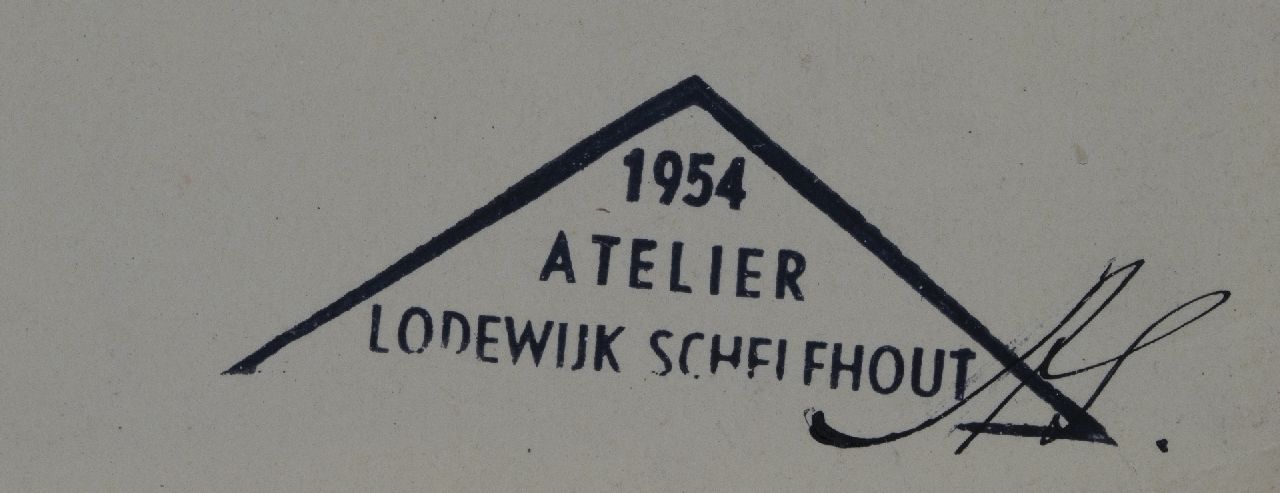 1954
ATELIER
LODEWIJK SCHELFHOUT